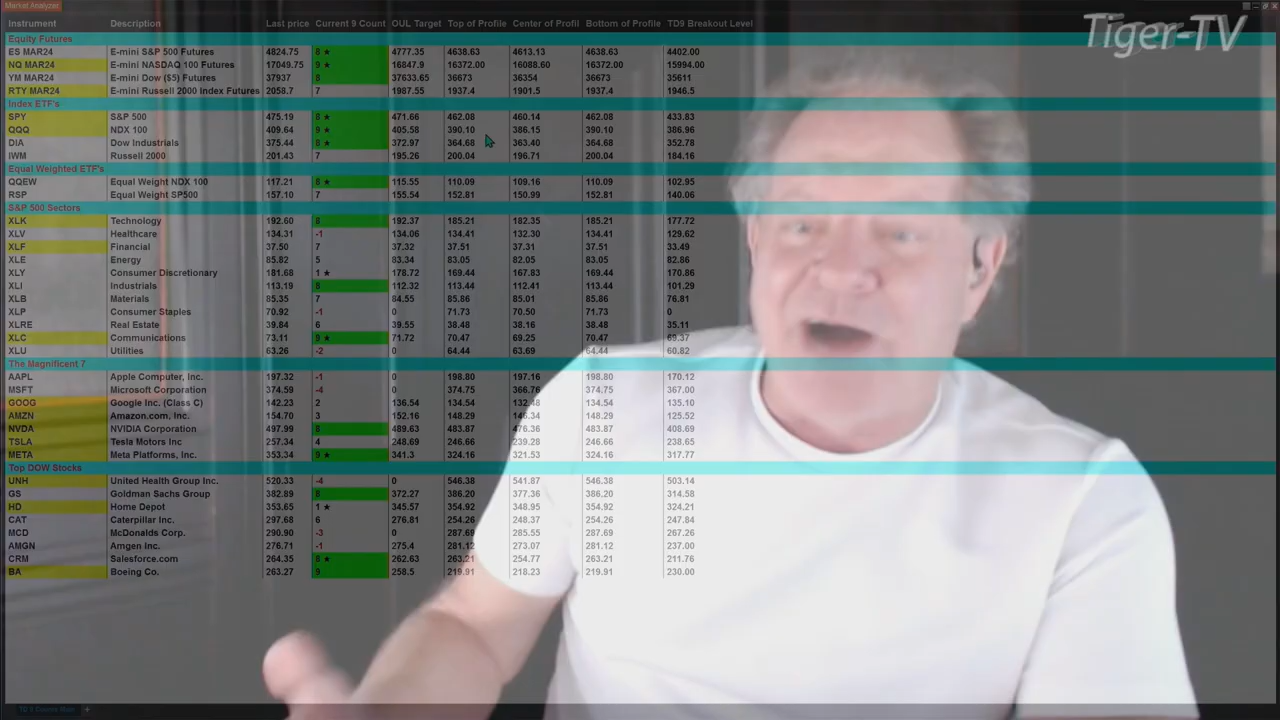 Market Analyzer
Tiger-TV
Instrument Description Last price Current 9 Count OUL Target Top of Profile Center of Profil Bottom of Profile TD9 Breakout Level
Equity Futures
ES MAR24 E-mini S&P 500 Futures 4824.75 8 ★ 4777.35 4638.63 4613.13 4638.63 4402.00
NQ MAR24 E-mini NASDAQ 100 Futures 17049.75 9 ★ 16847.9 16372.00 16088.60 16372.00 15994.00
YM MAR24 E-mini Dow ($5) Futures 37937 8 37633.65 36673 36354 36673 35611
RTY MAR24 E-mini Russell 2000 Index Futures 2058.7 7 1987.55 1937.4 1901.5 1937.4 1946.5
Index ETF's
SPY S&P 500 475.19 8 ★ 471.66 462.08 460.14 462.08 433.83
QQQ NDX 100 409.64 9 ★ 405.58 390.10 386.15 390.10 386.96
DIA Dow Industrials 375.44 8 ★ 372.97 364.68 363.40 364.68 352.78
IWM Russell 2000 201.43 7 195.26 200.04 196.71 200.04 184.16
Equal Weighted ETF's
QQEW Equal Weight NDX 100 117.21 8 ★ 115.55 110.09 109.16 110.09 102.95
RSP Equal Weight SP500 157.10 7 155.54 152.81 150.99 152.81 140.06
S&P 500 Sectors
XLK Technology 192.60 8 192.37 185.21 182.35 185.21 177.72
XLV Healthcare 134.31 -1 134.06 134.41 132.30 134.41 129.62
XLF Financial 37.50 7 37.32 37.51 37.31 37.51 33.49
XLE Energy 85.82 5 83.34 83.05 82.05 83.05 82.86
XLY Consumer Discretionary 181.68 1 ★ 178.72 169.44 167.83 169.44 170.86
XLI Industrials 113.19 8 112.32 113.44 112.41 113.44 101.29
XLB Materials 85.35 7 84.55 85.86 85.01 85.86 76.81
XLP Consumer Staples 70.92 -1 71.73 70.50 71.73 0
XLRE Real Estate 39.84 6 39.55 38.48 38.16 38.48 35.11
XLC Communications 73.11 9 ★ 71.72 70.47 69.25 70.47 69.37
XLU Utilities 63.26 -2 0 64.44 63.69 64.44 60.82
The Magnificent 7
AAPL Apple Computer, Inc. 197.32 -1 0 198.80 197.16 198.80 170.12
MSFT Microsoft Corporation 374.59 -4 0 374.75 366.76 374.75 367.00
GOOG Google Inc. (Class C) 142.23 2 136.54 134.54 134.54 135.10
AMZN Amazon.com, Inc. 154.70 3 152.16 148.29 146.34 148.29 125.52
NVDA NVIDIA Corporation 497.99 8 489.63 483.87 476.36 483.87 408.69
TSLA Tesla Motors Inc 257.34 4 248.69 246.66 239.28 246.66 238.65
META Meta Platforms, Inc. 353.34 9 ★ 341.3 324.16 321.53 324.16 317.77
Top DOW Stocks
UNH United Health Group Inc. 520.33 -4 0 546.38 541.87 546.38 503.14
GS Goldman Sachs Group 382.89 8 372.27 386.20 377.36 386.20 314.58
HD Home Depot 353.65 1 ★ 345.57 354.92 348.95 354.92 324.21
CAT Caterpillar Inc. 297.68 6 276.81 254.26 248.37 254.26 247.84
MCD McDonalds Corp. 290.90 -3 0 287.69 285.55 287.69 267.26
AMGN Amgen Inc. 276.71 -1 275.4 281.12 273.07 281.12 237.00
CRM Salesforce.com 264.35 8 ★ 262.63 263.21 254.77 263.21 211.76
BA Boeing Co. 263.27 9 258.5 219.91 218.23 219.91 230.00